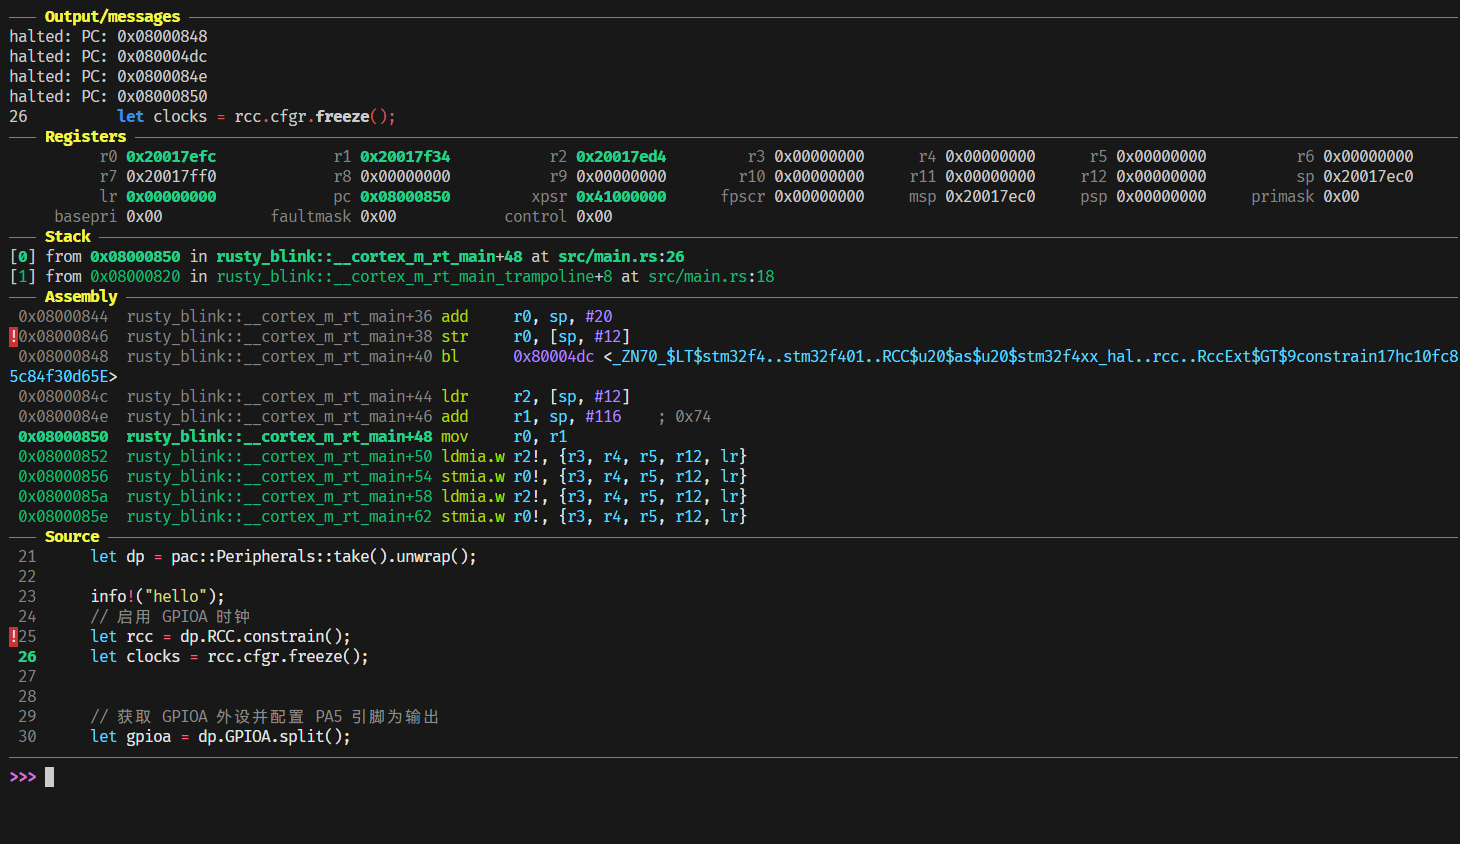 Output/messages
halted: PC: 0x08000848
halted: PC: 0x080004dc
halted: PC: 0x0800084e
halted: PC: 0x08000850
26          let clocks = rcc.cfgr.freeze();
Registers
r0 0x20017efc r1 0x20017f34 r2 0x20017ed4 r3 0x00000000 r4 0x00000000 r5 0x00000000 r6 0x00000000
r7 0x20017ff0 r8 0x00000000 r9 0x00000000 r10 0x00000000 r11 0x00000000 r12 0x00000000 sp 0x20017ec0
lr 0x00000000 pc 0x08000850 xpsr 0x41000000 fpscr 0x00000000 msp 0x20017ec0 psp 0x00000000 primask 0x00
basepri 0x00 faultmask 0x00 control 0x00
Stack
[0] from 0x08000850 in rusty_blink::__cortex_m_rt_main+48 at src/main.rs:26
[1] from 0x08000820 in rusty_blink::__cortex_m_rt_main_trampoline+8 at src/main.rs:18
Assembly
0x08000844  rusty_blink::__cortex_m_rt_main+36 add     r0, sp, #20
!0x08000846  rusty_blink::__cortex_m_rt_main+38 str     r0, [sp, #12]
0x08000848  rusty_blink::__cortex_m_rt_main+40 bl      0x80004dc <_ZN70_$LT$stm32f4..stm32f401..RCC$u20$as$u20$stm32f4xx_hal..rcc..RccExt$GT$9constrain17hc10fc8
5c84f30d65E>
0x0800084c  rusty_blink::__cortex_m_rt_main+44 ldr     r2, [sp, #12]
0x0800084e  rusty_blink::__cortex_m_rt_main+46 add     r1, sp, #116    ; 0x74
0x08000850  rusty_blink::__cortex_m_rt_main+48 mov     r0, r1
0x08000852  rusty_blink::__cortex_m_rt_main+50 ldmia.w r2!, {r3, r4, r5, r12, lr}
0x08000856  rusty_blink::__cortex_m_rt_main+54 stmia.w r0!, {r3, r4, r5, r12, lr}
0x0800085a  rusty_blink::__cortex_m_rt_main+58 ldmia.w r2!, {r3, r4, r5, r12, lr}
0x0800085e  rusty_blink::__cortex_m_rt_main+62 stmia.w r0!, {r3, r4, r5, r12, lr}
Source
21      let dp = pac::Peripherals::take().unwrap();
22
23      info!("hello");
24      // 启用 GPIOA 时钟
!25      let rcc = dp.RCC.constrain();
26      let clocks = rcc.cfgr.freeze();
27
28
29      // 获取 GPIOA 外设并配置 PA5 引脚为输出
30      let gpioa = dp.GPIOA.split();
>>>